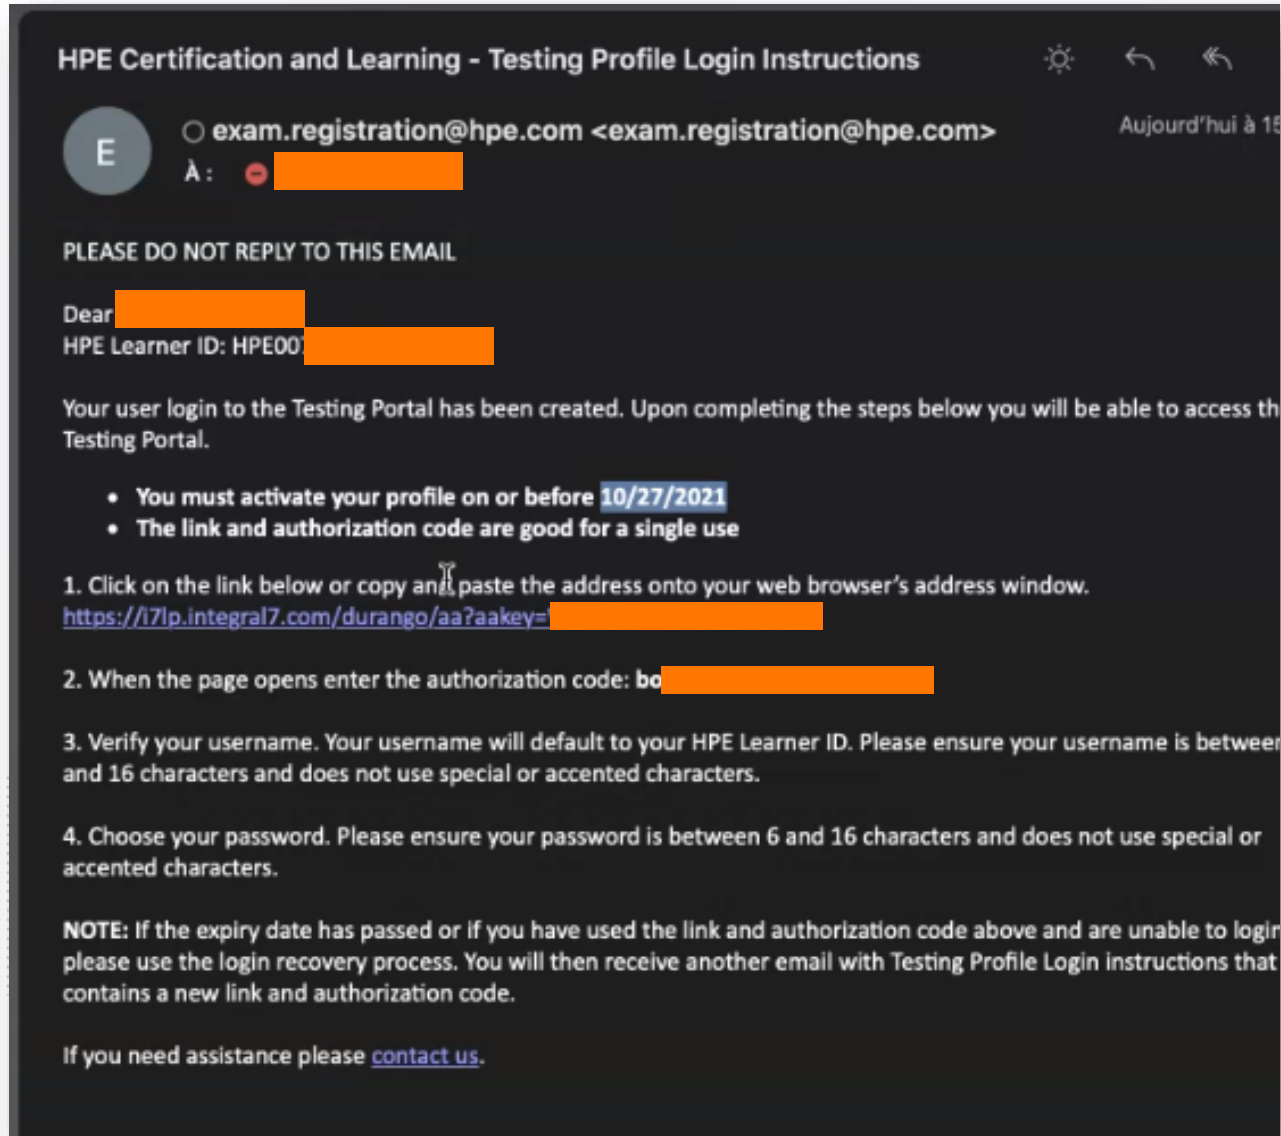 HPE Certification and Learning - Testing Profile Login Instructions
E
exam.registration@hpe.com <exam.registration@hpe.com>
Aujourd'hui à 15
À :
PLEASE DO NOT REPLY TO THIS EMAIL
Dear
HPE Learner ID: HPE00
Your user login to the Testing Portal has been created. Upon completing the steps below you will be able to access th
Testing Portal.
• You must activate your profile on or before 10/27/2021
• The link and authorization code are good for a single use
1. Click on the link below or copy and paste the address onto your web browser's address window.
https://i7lp.integral7.com/durango/aa?aakey=
2. When the page opens enter the authorization code: bo
3. Verify your username. Your username will default to your HPE Learner ID. Please ensure your username is between
and 16 characters and does not use special or accented characters.
4. Choose your password. Please ensure your password is between 6 and 16 characters and does not use special or
accented characters.
NOTE: If the expiry date has passed or if you have used the link and authorization code above and are unable to login
please use the login recovery process. You will then receive another email with Testing Profile Login instructions that
contains a new link and authorization code.
If you need assistance please contact us.